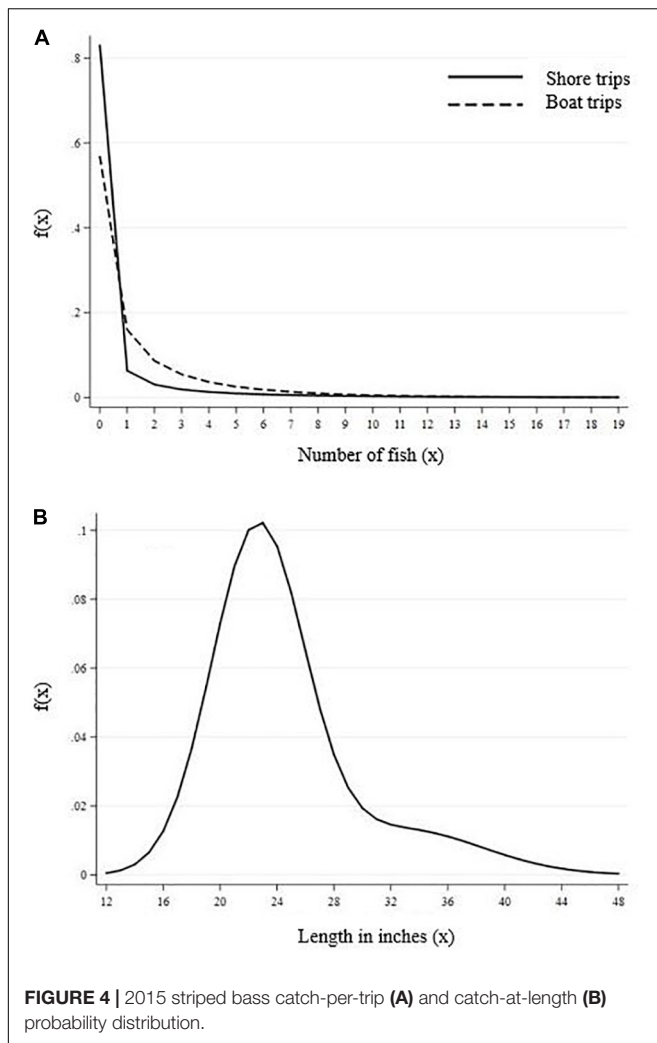 A
.8
.6
.4
.2
0
f(x)
Shore trips
Boat trips
0 1 2 3 4 5 6 7 8 9 10 11 12 13 14 15 16 17 18 19
Number of fish (x)
B
.1
.08
.06
.04
.02
0
f(x)
12 16 20 24 28 32 36 40 44 48
Length in inches (x)
FIGURE 4 | 2015 striped bass catch-per-trip (A) and catch-at-length (B)
probability distribution.